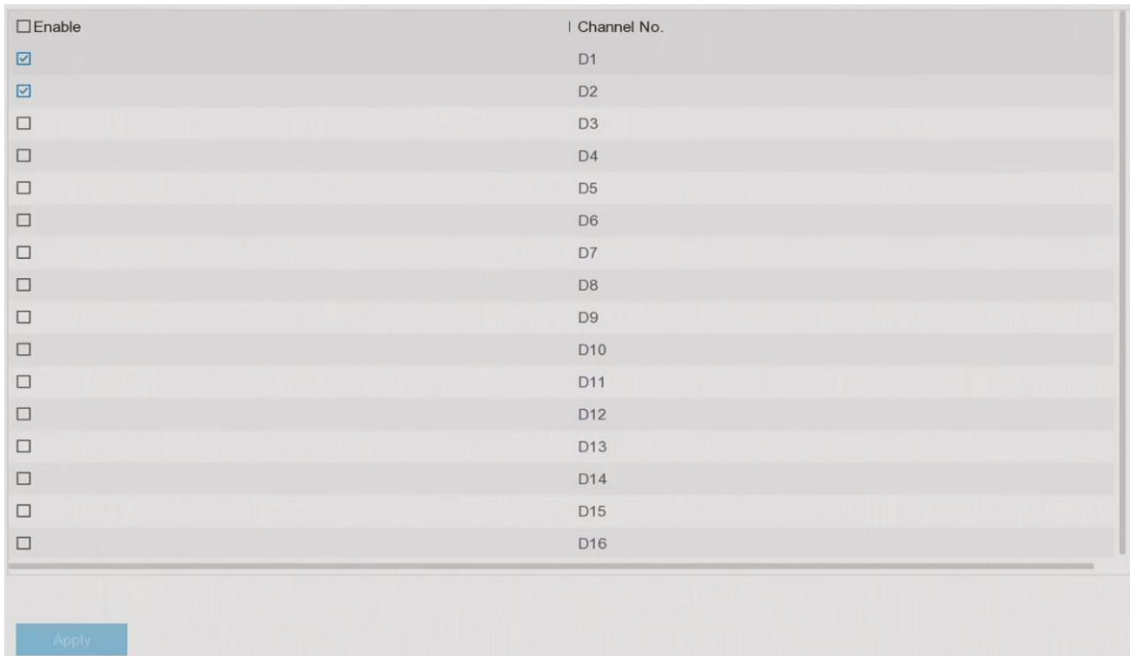 Enable Channel No.
D1
D2
D3
D4
D5
D6
D7
D8
D9
D10
D11
D12
D13
D14
D15
D16
Apply